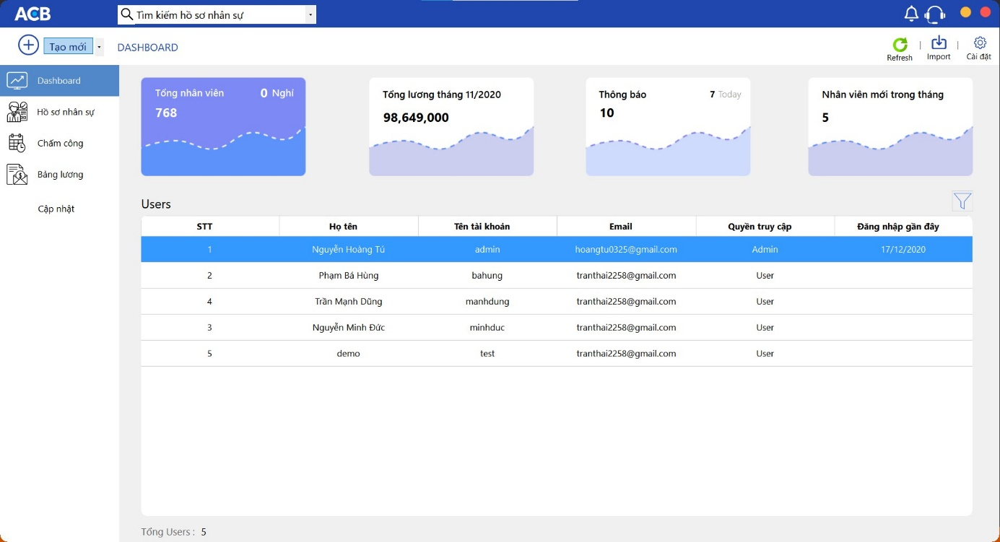 ACB
Tìm kiếm hồ sơ nhân sự
Tạo mới
DASHBOARD
Refresh | Import | Cài đặt
Dashboard
Hồ sơ nhân sự
Chấm công
Bảng lương
Cập nhật
Tổng nhân viên 0 Nghỉ
768
Tổng lương tháng 11/2020
98,649,000
Thông báo 7 Today
10
Nhân viên mới trong tháng
5
Users
STT Họ tên Tên tài khoản Email Quyền truy cập Đăng nhập gần đây
1 Nguyễn Hoàng Tú admin hoangtu0325@gmail.com Admin 17/12/2020
2 Phạm Bá Hùng bahung tranthai2258@gmail.com User
4 Trần Mạnh Dũng manhdung tranthai2258@gmail.com User
3 Nguyễn Minh Đức minhduc tranthai2258@gmail.com User
5 demo test tranthai2258@gmail.com User
Tổng Users : 5